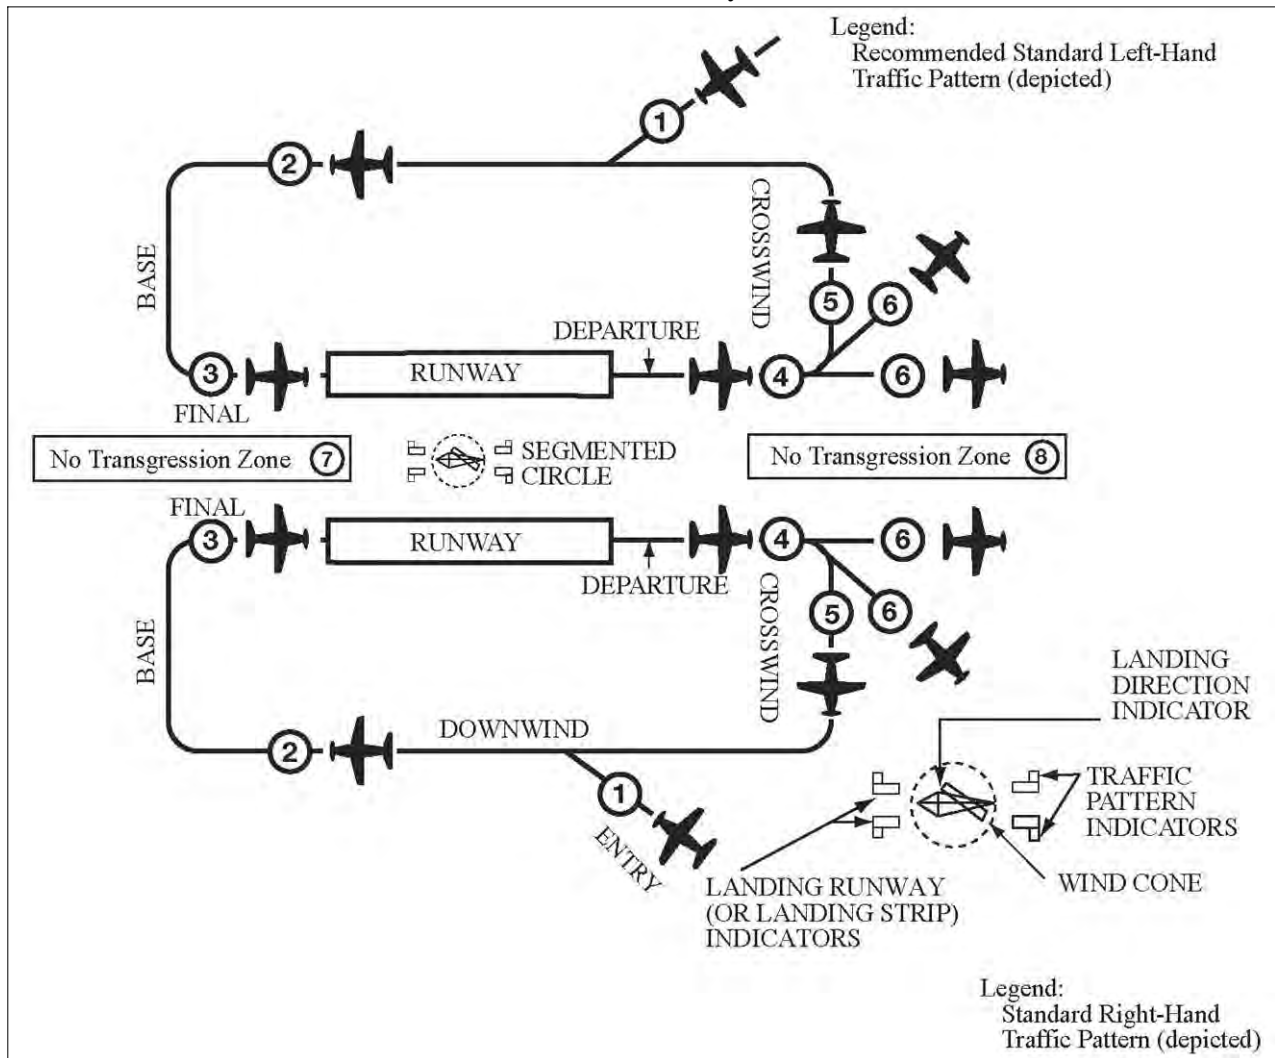 Legend:
Recommended Standard Left-Hand
Traffic Pattern (depicted)
1
2
CROSSWIND
BASE
5
6
DEPARTURE
3
RUNWAY
4
6
FINAL
No Transgression Zone 7
SEGMENTED
CIRCLE
No Transgression Zone 8
FINAL
3
RUNWAY
4
6
DEPARTURE
CROSSWIND
5
6
BASE
LANDING
DIRECTION
INDICATOR
2
DOWNWIND
1
ENTRY
TRAFFIC
PATTERN
INDICATORS
WIND CONE
LANDING RUNWAY
(OR LANDING STRIP)
INDICATORS
Legend:
Standard Right-Hand
Traffic Pattern (depicted)